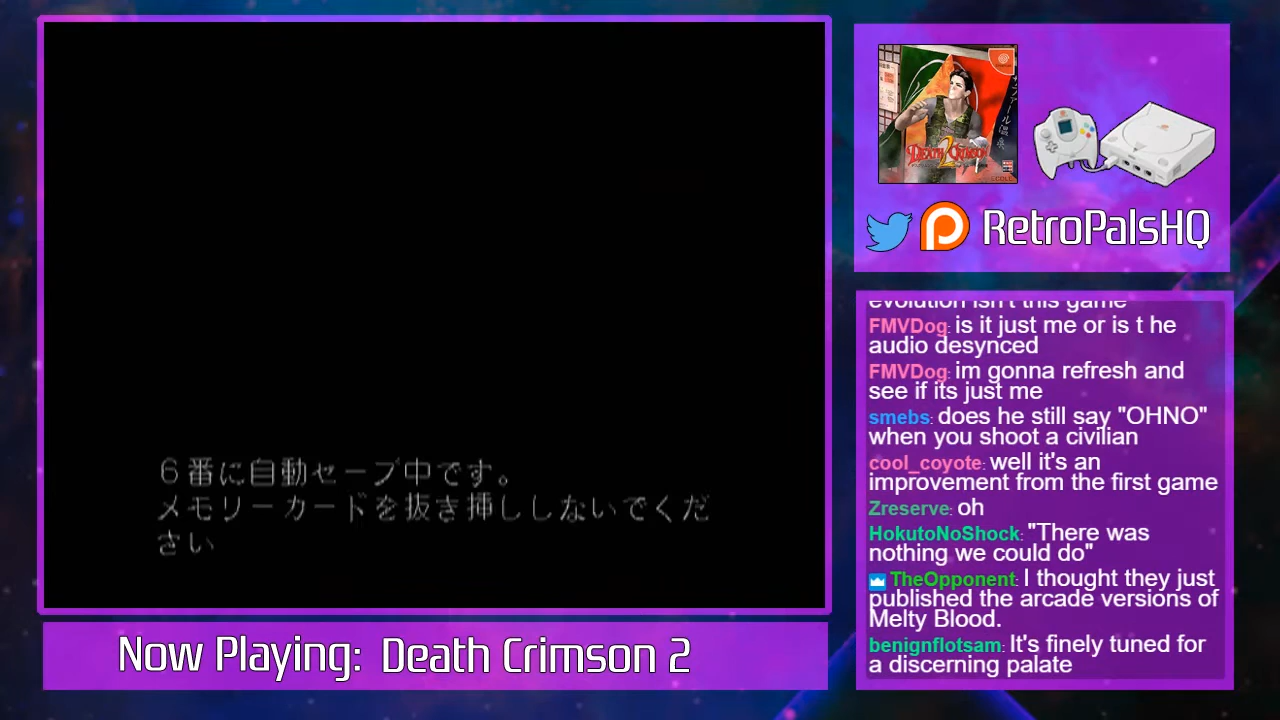 6番に自動セーブ中です。
メモリーカードを抜き挿ししないでくだ
さい
Now Playing: Death Crimson 2
DEATH CRIMSON
2
RetroPalsHQ
evolution isn't this game
FMVDog: is it just me or is t he
audio desynced
FMVDog: im gonna refresh and
see if its just me
smebs: does he still say "OHNO"
when you shoot a civilian
cool_coyote: well it's an
improvement from the first game
Zreserve: oh
HokutoNoShock: "There was
nothing we could do"
TheOpponent: I thought they just
published the arcade versions of
Melty Blood.
benignflotsam: It's finely tuned for
a discerning palate